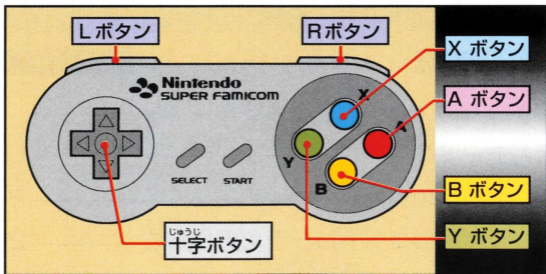 Lボタン
Rボタン
X ボタン
Nintendo
SUPER FAMICOM
X
A
A ボタン
Y
B
SELECT
START
B ボタン
じゅうじ
十字ボタン
Y ボタン